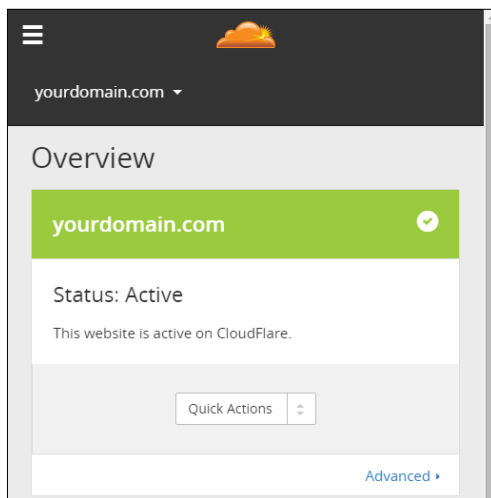 yourdomain.com
Overview
yourdomain.com
Status: Active
This website is active on CloudFlare.
Quick Actions
Advanced